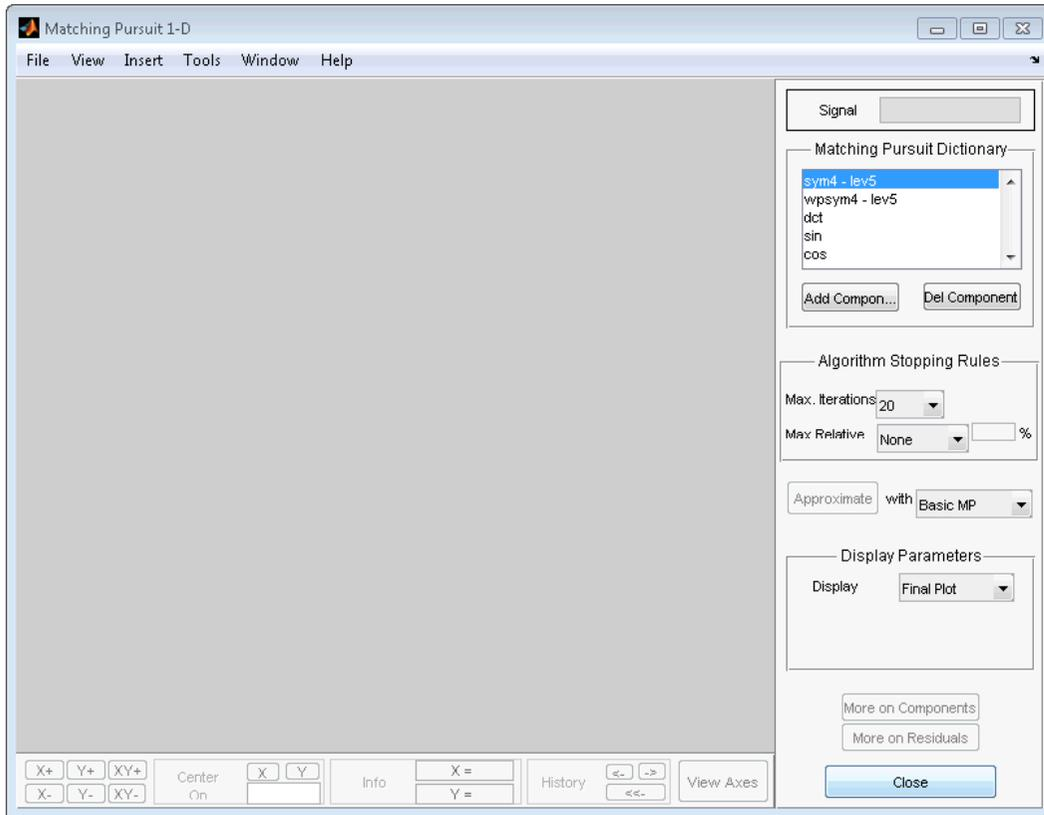 Matching Pursuit 1-D
File View Insert Tools Window Help
Signal
Matching Pursuit Dictionary
sym4 - lev5
wpsym4 - lev5
dct
sin
cos
Add Compon... Del Component
Algorithm Stopping Rules
Max. Iterations 20
Max Relative None %
Approximate with Basic MP
Display Parameters
Display Final Plot
More on Components
More on Residuals
Close
X+ Y+ XY+ Center X Y Info X = History <- -> View Axes
X- Y- XY- On Y = <<-